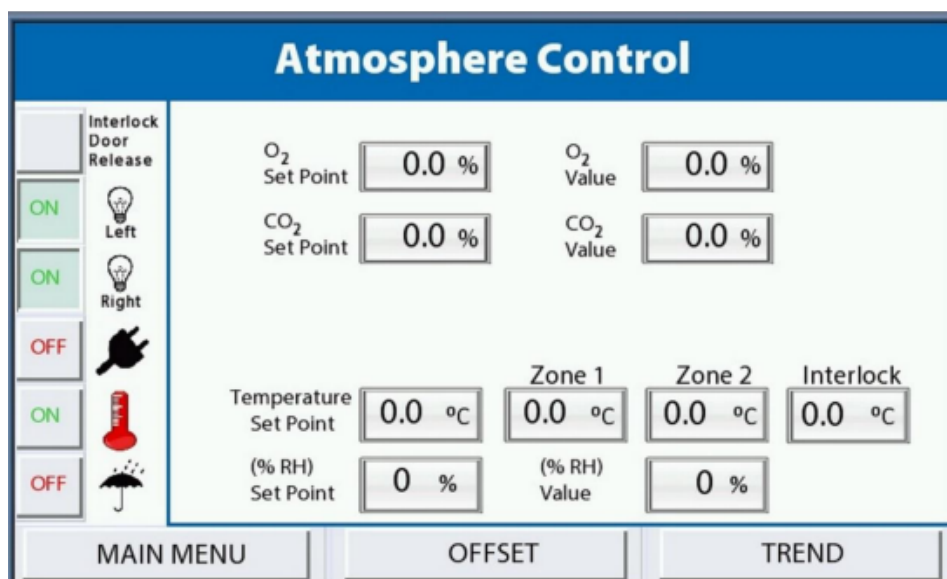 Atmosphere Control
Interlock
Door
Release
ON
Left
ON
Right
OFF
ON
OFF
O₂
Set Point
0.0 %
O₂
Value
0.0 %
CO₂
Set Point
0.0 %
CO₂
Value
0.0 %
Zone 1 Zone 2 Interlock
Temperature
Set Point
0.0 ºC 0.0 ºC 0.0 ºC 0.0 ºC
(% RH)
Set Point
0 %
(% RH)
Value
0 %
MAIN MENU OFFSET TREND